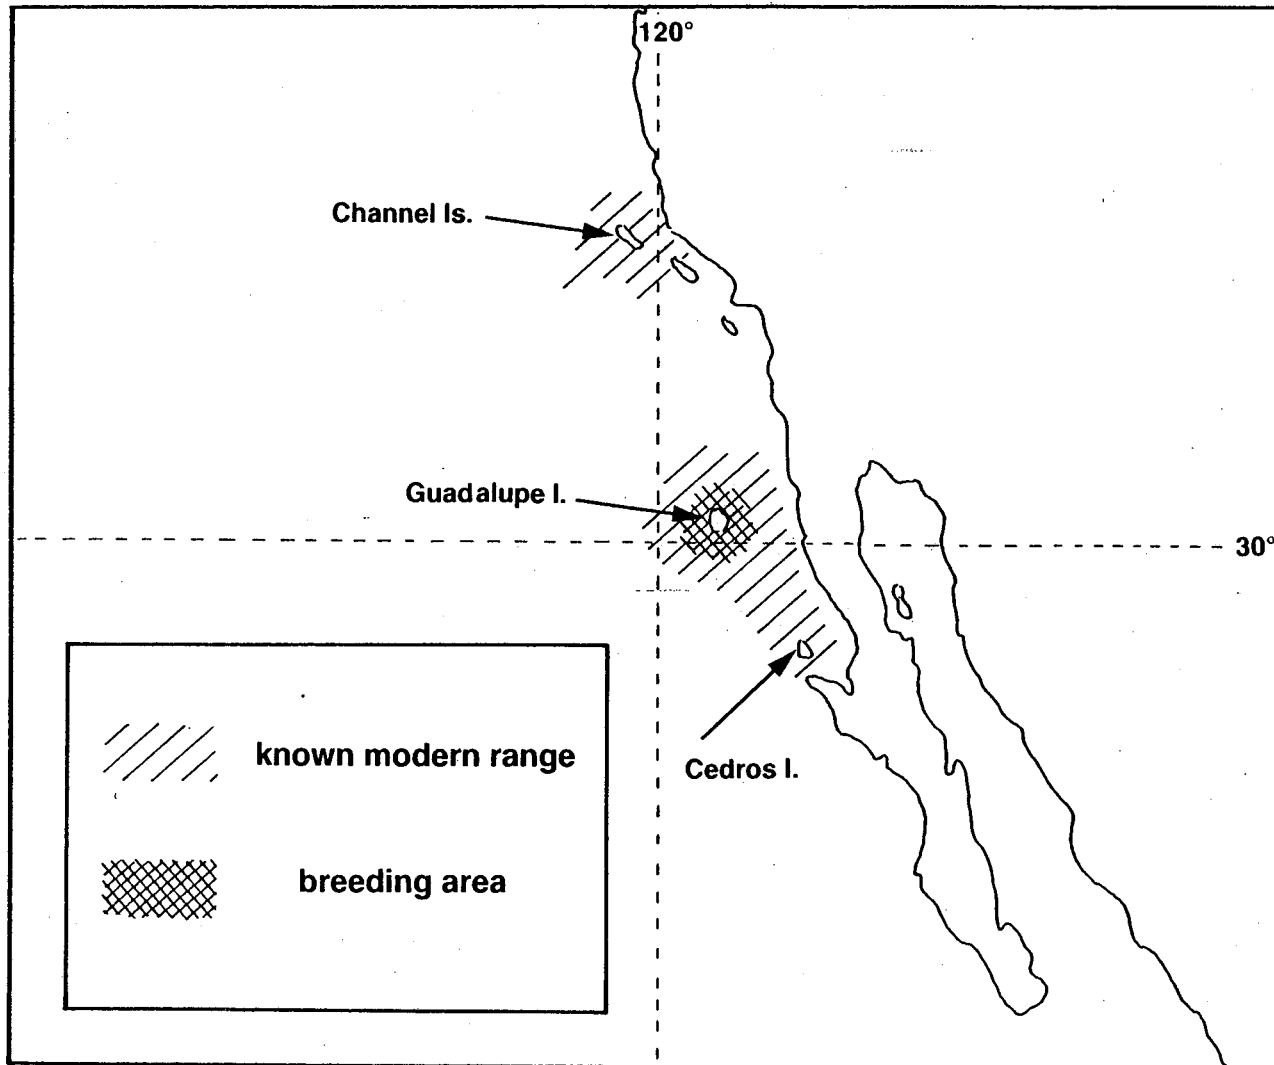 120°
Channel Is.
Guadalupe I.
30°
Cedros I.
known modern range
breeding area